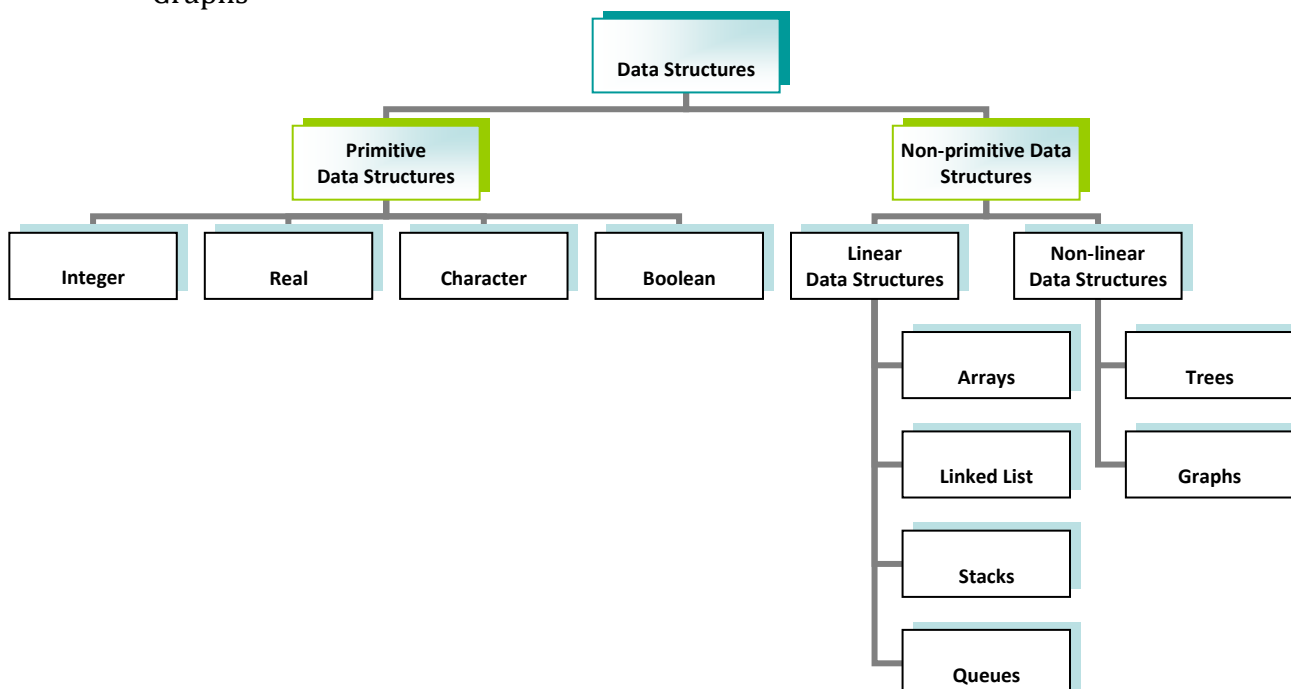 Graphs
Data Structures
Primitive
Data Structures
Non-primitive Data
Structures
Integer
Real
Character
Boolean
Linear
Data Structures
Non-linear
Data Structures
Arrays
Trees
Linked List
Graphs
Stacks
Queues